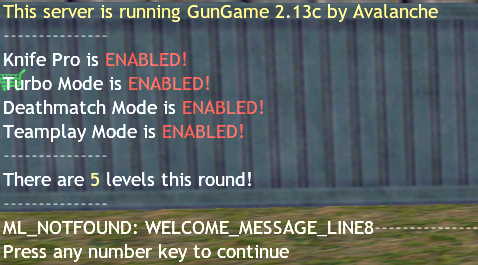 This server is running GunGame 2.13c by Avalanche
---------------
Knife Pro is ENABLED!
Turbo Mode is ENABLED!
Deathmatch Mode is ENABLED!
Teamplay Mode is ENABLED!
---------------
There are 5 levels this round!
---------------
ML_NOTFOUND: WELCOME_MESSAGE_LINE8---------------
Press any number key to continue